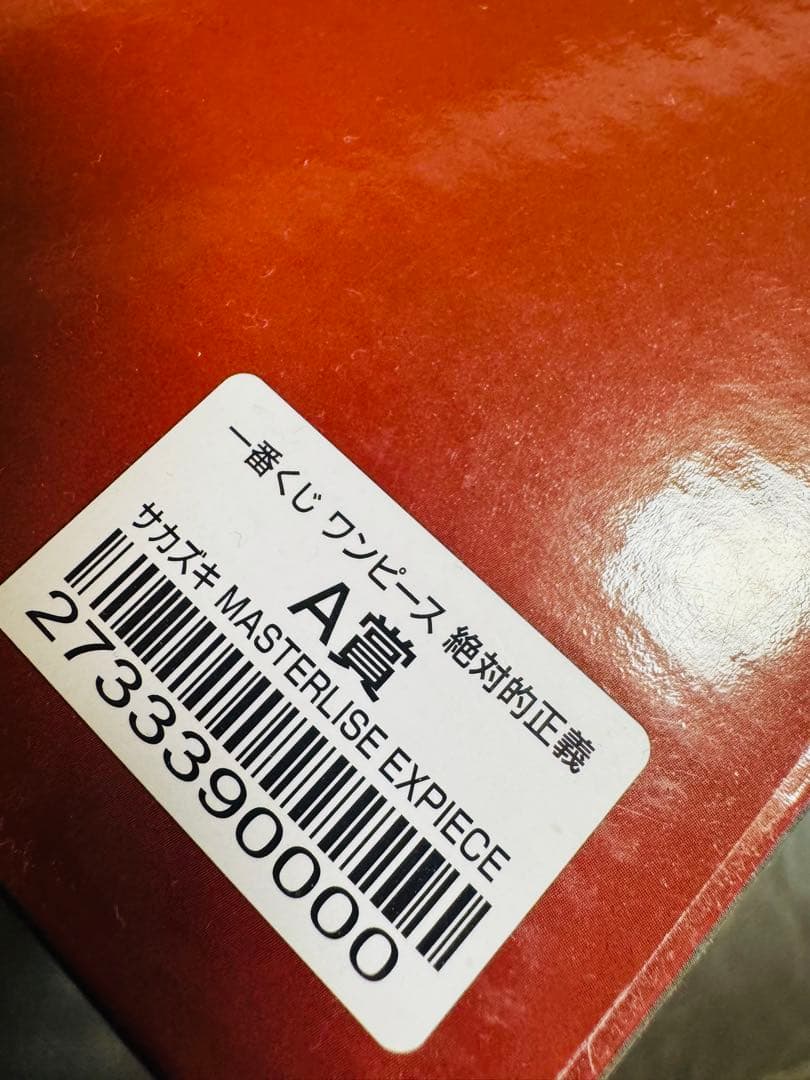 一番くじ ワンピース 絶対的正義
A賞
サカズキ MASTERLISE EXPIECE
2733390000